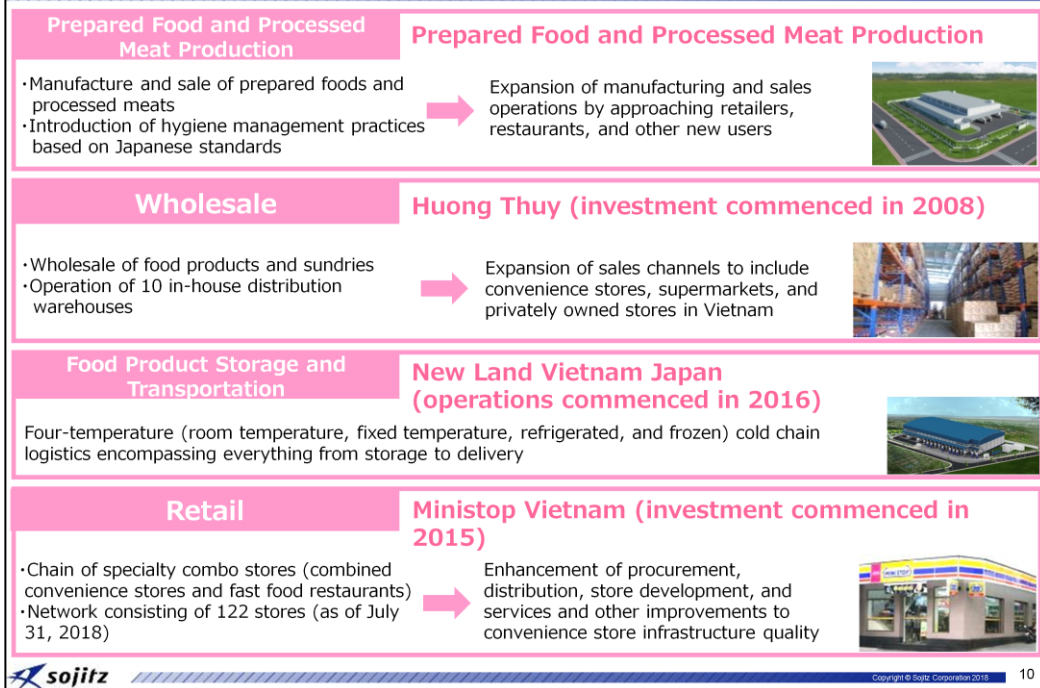 Prepared Food and Processed
Meat Production
Prepared Food and Processed Meat Production
・Manufacture and sale of prepared foods and
processed meats
・Introduction of hygiene management practices
based on Japanese standards
Expansion of manufacturing and sales
operations by approaching retailers,
restaurants, and other new users
Wholesale
Huong Thuy (investment commenced in 2008)
・Wholesale of food products and sundries
・Operation of 10 in-house distribution
warehouses
Expansion of sales channels to include
convenience stores, supermarkets, and
privately owned stores in Vietnam
Food Product Storage and
Transportation
New Land Vietnam Japan
(operations commenced in 2016)
Four-temperature (room temperature, fixed temperature, refrigerated, and frozen) cold chain
logistics encompassing everything from storage to delivery
Retail
Ministop Vietnam (investment commenced in
2015)
・Chain of specialty combo stores (combined
convenience stores and fast food restaurants)
・Network consisting of 122 stores (as of July
31, 2018)
Enhancement of procurement,
distribution, store development, and
services and other improvements to
convenience store infrastructure quality
MINI STOP
sojitz
Copyright © Sojitz Corporation 2018
10